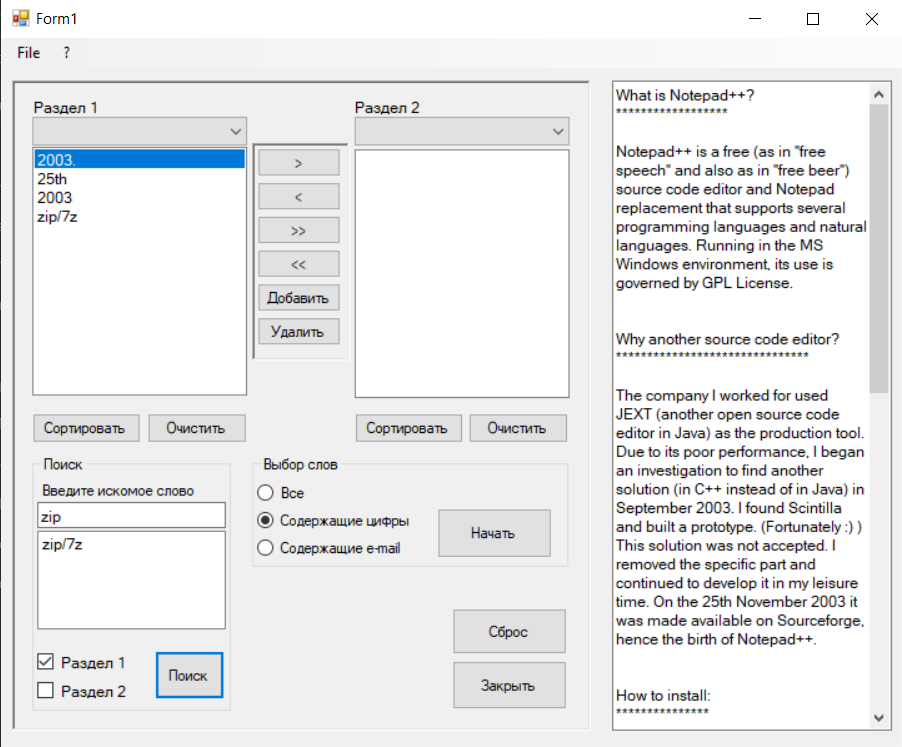 Form1
File ?
Раздел 1
2003.
25th
2003
zip/7z
>
<
>>
<<
Добавить
Удалить
Раздел 2
Сортировать
Очистить
Сортировать
Очистить
Поиск
Введите искомое слово
zip
zip/7z
Раздел 1
Раздел 2
Поиск
Выбор слов
Все
Содержащие цифры
Содержащие e-mail
Начать
Сброс
Закрыть
What is Notepad++?
******************
Notepad++ is a free (as in "free
speech" and also as in "free beer")
source code editor and Notepad
replacement that supports several
programming languages and natural
languages. Running in the MS
Windows environment, its use is
governed by GPL License.
Why another source code editor?
*******************************
The company I worked for used
JEXT (another open source code
editor in Java) as the production tool.
Due to its poor performance, I began
an investigation to find another
solution (in C++ instead of in Java) in
September 2003. I found Scintilla
and built a prototype. (Fortunately :) )
This solution was not accepted. I
removed the specific part and
continued to develop it in my leisure
time. On the 25th November 2003 it
was made available on Sourceforge,
hence the birth of Notepad++.
How to install:
***************